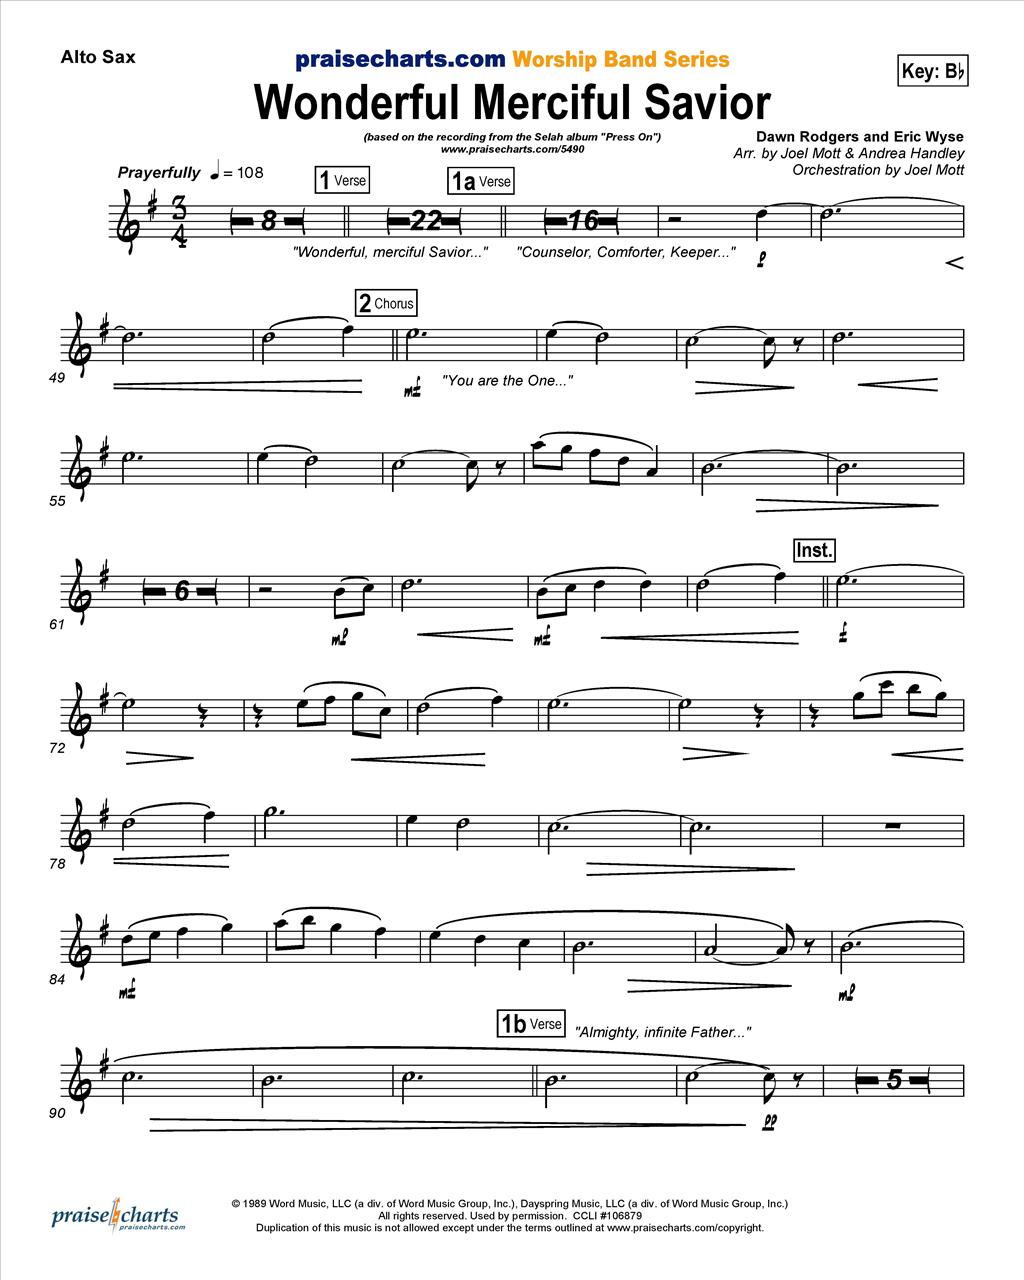 Alto Sax
praisecharts.com Worship Band Series
Key: B♭
Wonderful Merciful Savior
(based on the recording from the Selah album "Press On")
www.praisecharts.com/5490
Dawn Rodgers and Eric Wyse
Arr. by Joel Mott & Andrea Handley
Orchestration by Joel Mott
Prayerfully ♩= 108
1 Verse
1a Verse
3
4
8
22
16
"Wonderful, merciful Savior..."
"Counselor, Comforter, Keeper..."
p
2 Chorus
49
mf
"You are the One..."
55
Inst.
6
61
mp
mf
f
72
78
84
mf
mp
1b Verse
"Almighty, infinite Father..."
5
90
pp
praisecharts
praisecharts.com
© 1989 Word Music, LLC (a div. of Word Music Group, Inc.), Dayspring Music, LLC (a div. of Word Music Group, Inc.)
All rights reserved. Used by permission. CCLI #106879
Duplication of this music is not allowed except under the terms outlined at www.praisecharts.com/copyright.